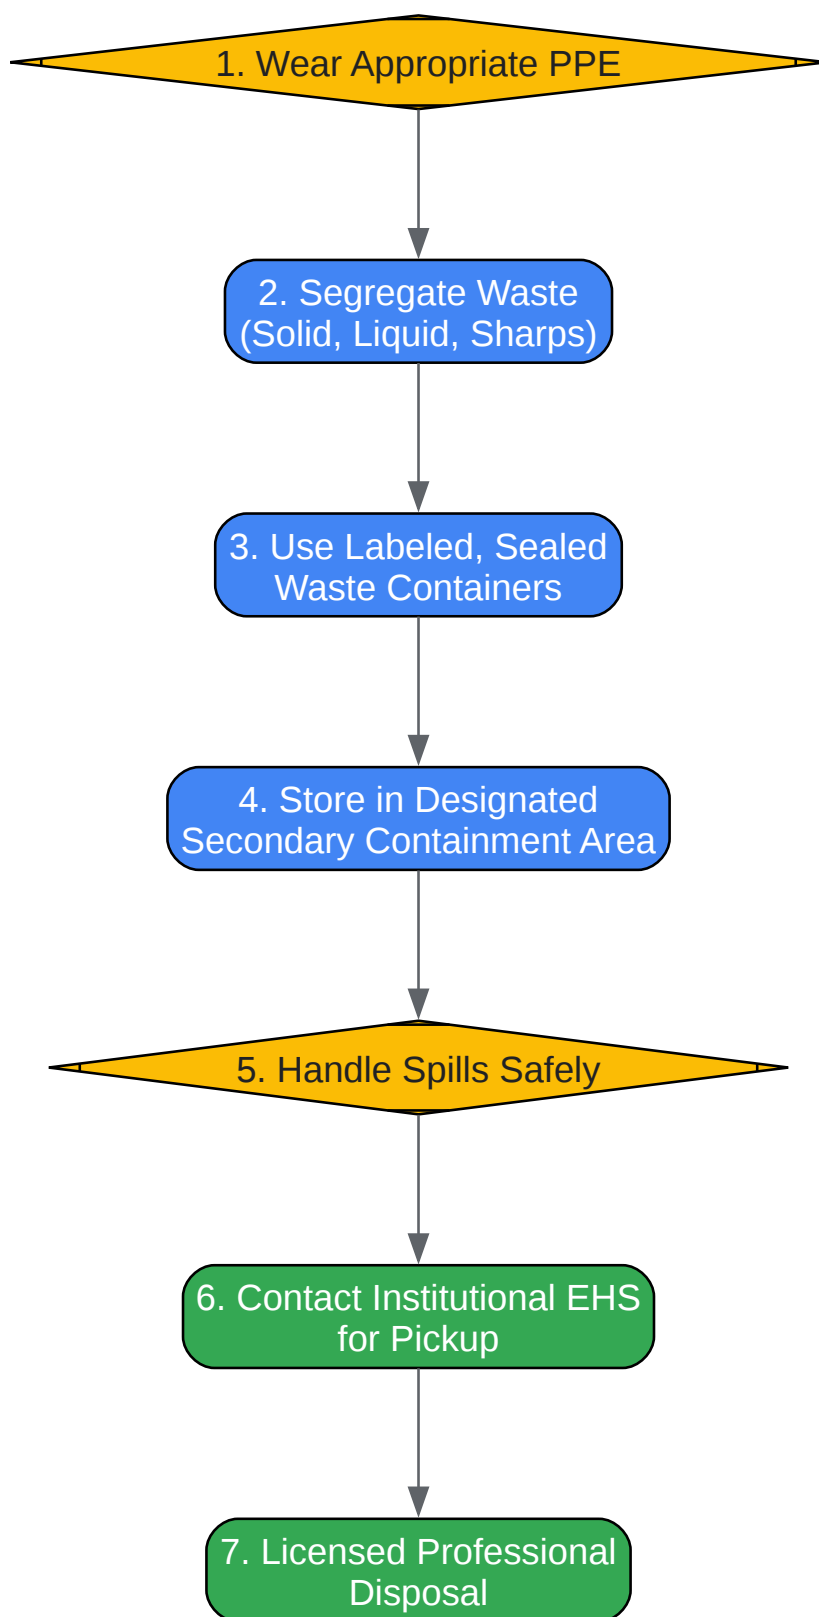 1. Wear Appropriate PPE
2. Segregate Waste
(Solid, Liquid, Sharps)
3. Use Labeled, Sealed
Waste Containers
4. Store in Designated
Secondary Containment Area
5. Handle Spills Safely
6. Contact Institutional EHS
for Pickup
7. Licensed Professional
Disposal